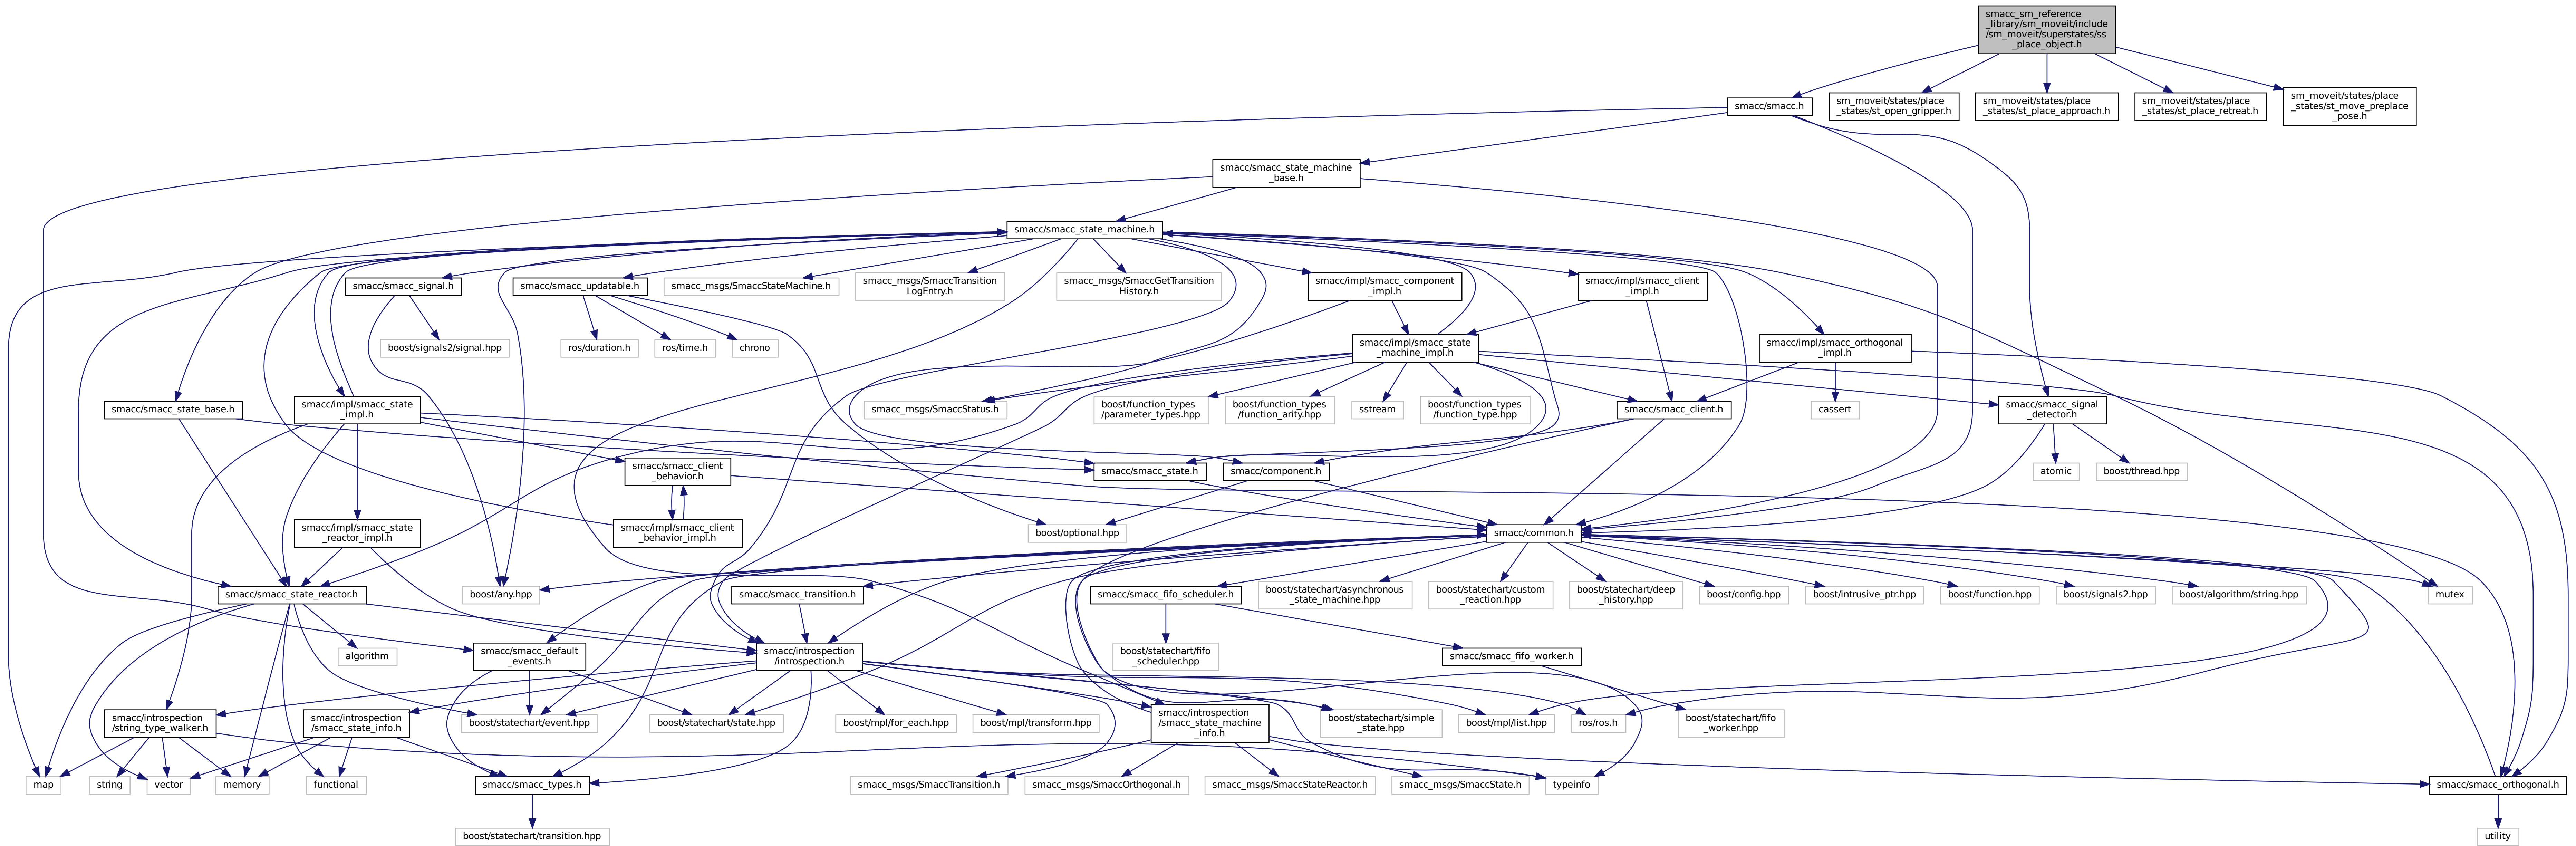 smacc_sm_reference
_library/sm_moveit/include
/sm_moveit/superstates/ss
_place_object.h
smacc/smacc.h
sm_moveit/states/place
_states/st_open_gripper.h
sm_moveit/states/place
_states/st_place_approach.h
sm_moveit/states/place
_states/st_place_retreat.h
sm_moveit/states/place
_states/st_move_preplace
_pose.h
smacc/smacc_state_machine
_base.h
smacc/smacc_state_machine.h
smacc/smacc_signal.h
smacc/smacc_updatable.h
smacc_msgs/SmaccStateMachine.h
smacc_msgs/SmaccTransition
LogEntry.h
smacc_msgs/SmaccGetTransition
History.h
smacc/impl/smacc_component
_impl.h
smacc/impl/smacc_client
_impl.h
boost/signals2/signal.hpp
ros/duration.h
ros/time.h
chrono
smacc/impl/smacc_state
_machine_impl.h
smacc/impl/smacc_orthogonal
_impl.h
smacc/smacc_state_base.h
smacc/impl/smacc_state
_impl.h
smacc_msgs/SmaccStatus.h
boost/function_types
/parameter_types.hpp
boost/function_types
/function_arity.hpp
sstream
boost/function_types
/function_type.hpp
smacc/smacc_client.h
cassert
smacc/smacc_signal
_detector.h
smacc/smacc_client
_behavior.h
smacc/smacc_state.h
smacc/component.h
atomic
boost/thread.hpp
smacc/impl/smacc_state
_reactor_impl.h
smacc/impl/smacc_client
_behavior_impl.h
boost/optional.hpp
smacc/common.h
smacc/smacc_state_reactor.h
boost/any.hpp
smacc/smacc_transition.h
smacc/smacc_fifo_scheduler.h
boost/statechart/asynchronous
_state_machine.hpp
boost/statechart/custom
_reaction.hpp
boost/statechart/deep
_history.hpp
boost/config.hpp
boost/intrusive_ptr.hpp
boost/function.hpp
boost/signals2.hpp
boost/algorithm/string.hpp
mutex
algorithm
smacc/smacc_default
_events.h
smacc/introspection
/introspection.h
boost/statechart/fifo
_scheduler.hpp
smacc/smacc_fifo_worker.h
smacc/introspection
/string_type_walker.h
smacc/introspection
/smacc_state_info.h
boost/statechart/event.hpp
boost/statechart/state.hpp
boost/mpl/for_each.hpp
boost/mpl/transform.hpp
smacc/introspection
/smacc_state_machine
_info.h
boost/statechart/simple
_state.hpp
boost/mpl/list.hpp
ros/ros.h
boost/statechart/fifo
_worker.hpp
map
string
vector
memory
functional
smacc/smacc_types.h
smacc_msgs/SmaccTransition.h
smacc_msgs/SmaccOrthogonal.h
smacc_msgs/SmaccStateReactor.h
smacc_msgs/SmaccState.h
typeinfo
smacc/smacc_orthogonal.h
boost/statechart/transition.hpp
utility